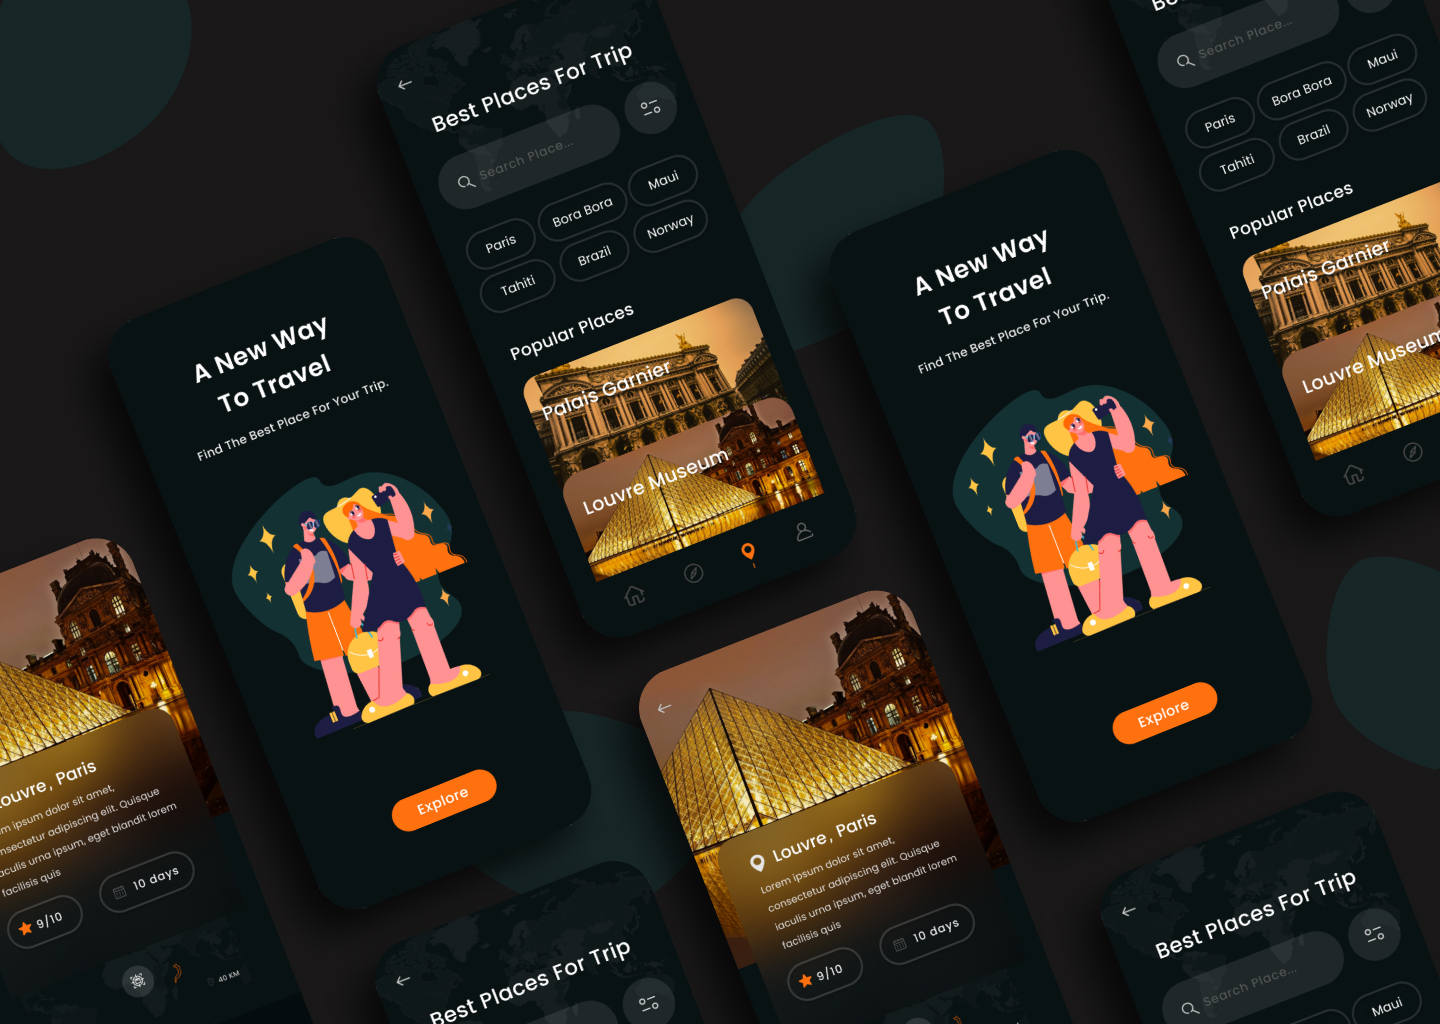 Best Places For Trip
Search Place...
Paris
Bora Bora
Maui
Tahiti
Brazil
Norway
Popular Places
Palais Garnier
Louvre Museum
Search Place...
Paris
Bora Bora
Maui
Tahiti
Brazil
Norway
Popular Places
Palais Garnier
Louvre Museum
A New Way
To Travel
Find The Best Place For Your Trip.
Explore
A New Way
To Travel
Find The Best Place For Your Trip.
Explore
Louvre, Paris
Lorem ipsum dolor sit amet,
consectetur adipiscing elit. Quisque
iaculis urna ipsum, eget blandit lorem
facilisis quis
9/10
10 days
ouvre, Paris
em ipsum dolor sit amet,
nsectetur adipiscing elit. Quisque
aculis urna ipsum, eget blandit lorem
facilisis quis
9/10
10 days
40 KM
Best Places For Trip
Best Places For Trip
Search Place...
Maui